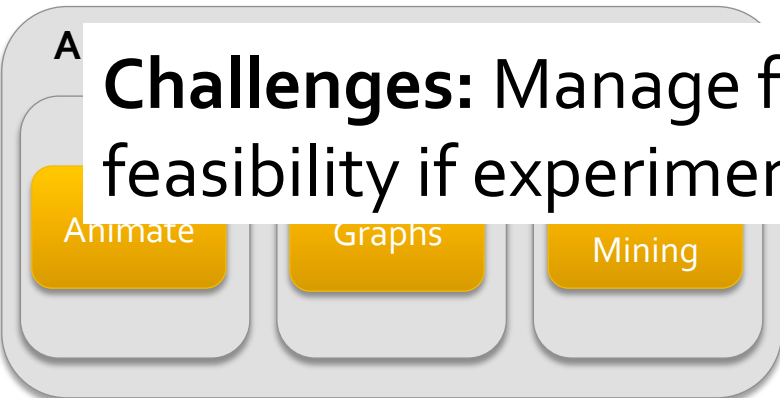 A
Challenges: Manage f
feasibility if experimen
Animate
Graphs
Mining